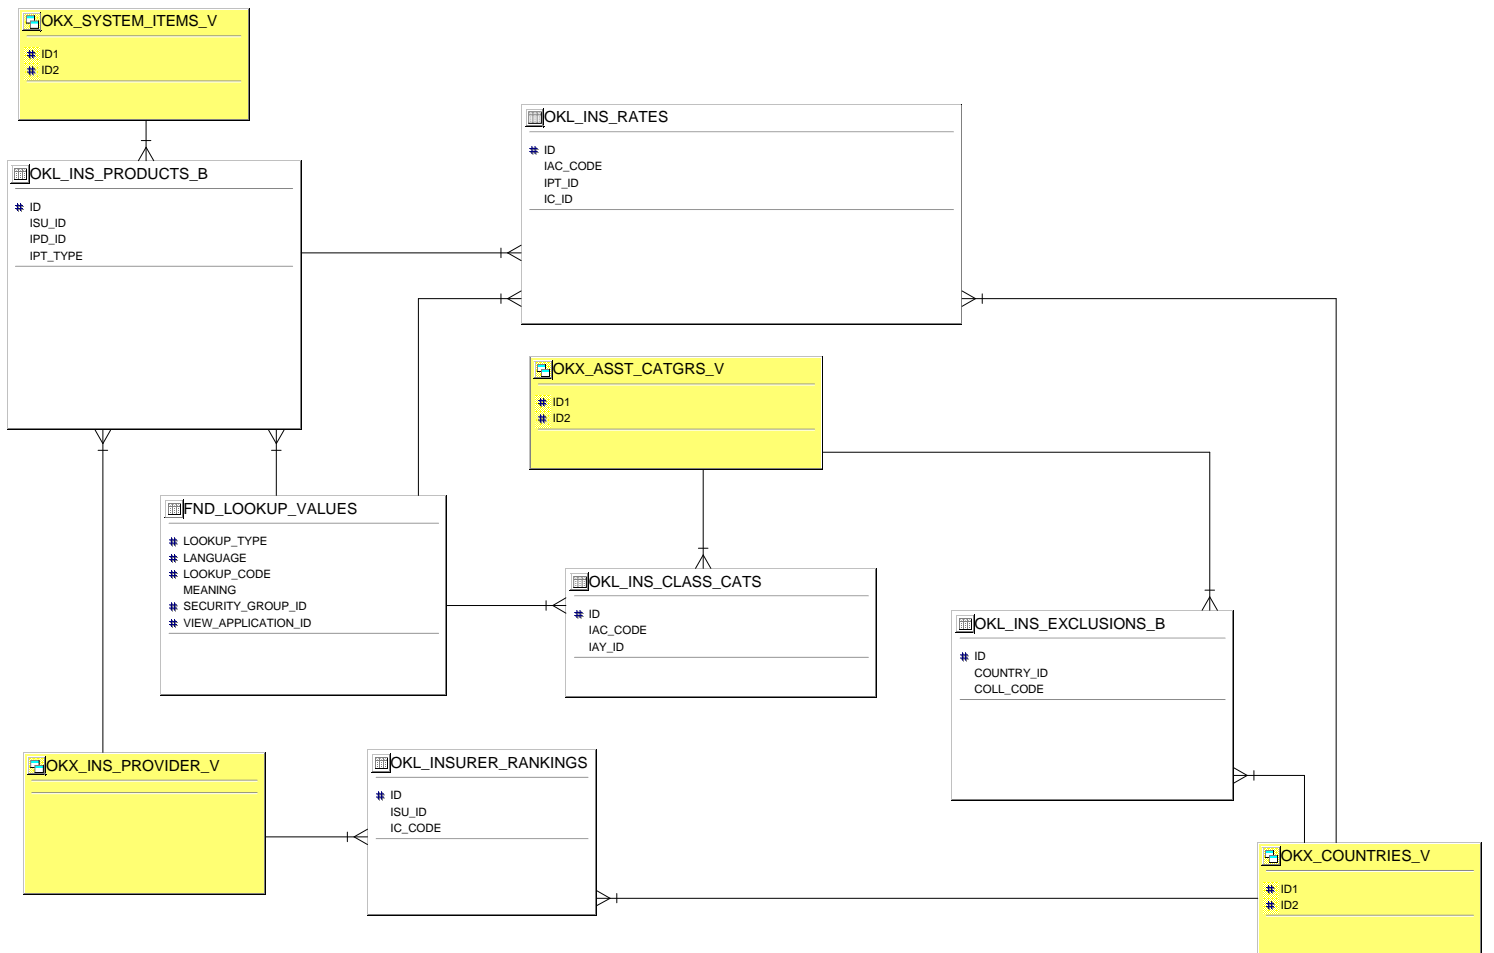 OKX_SYSTEM_ITEMS_V
# ID1
# ID2
OKL_INS_PRODUCTS_B
# ID
ISU_ID
IPD_ID
IPT_TYPE
OKL_INS_RATES
# ID
IAC_CODE
IPT_ID
IC_ID
OKX_ASST_CATGRS_V
# ID1
# ID2
FND_LOOKUP_VALUES
# LOOKUP_TYPE
# LANGUAGE
# LOOKUP_CODE
MEANING
# SECURITY_GROUP_ID
# VIEW_APPLICATION_ID
OKL_INS_CLASS_CATS
# ID
IAC_CODE
IAY_ID
OKL_INS_EXCLUSIONS_B
# ID
COUNTRY_ID
COLL_CODE
OKX_INS_PROVIDER_V
OKL_INSURER_RANKINGS
# ID
ISU_ID
IC_CODE
OKX_COUNTRIES_V
# ID1
# ID2